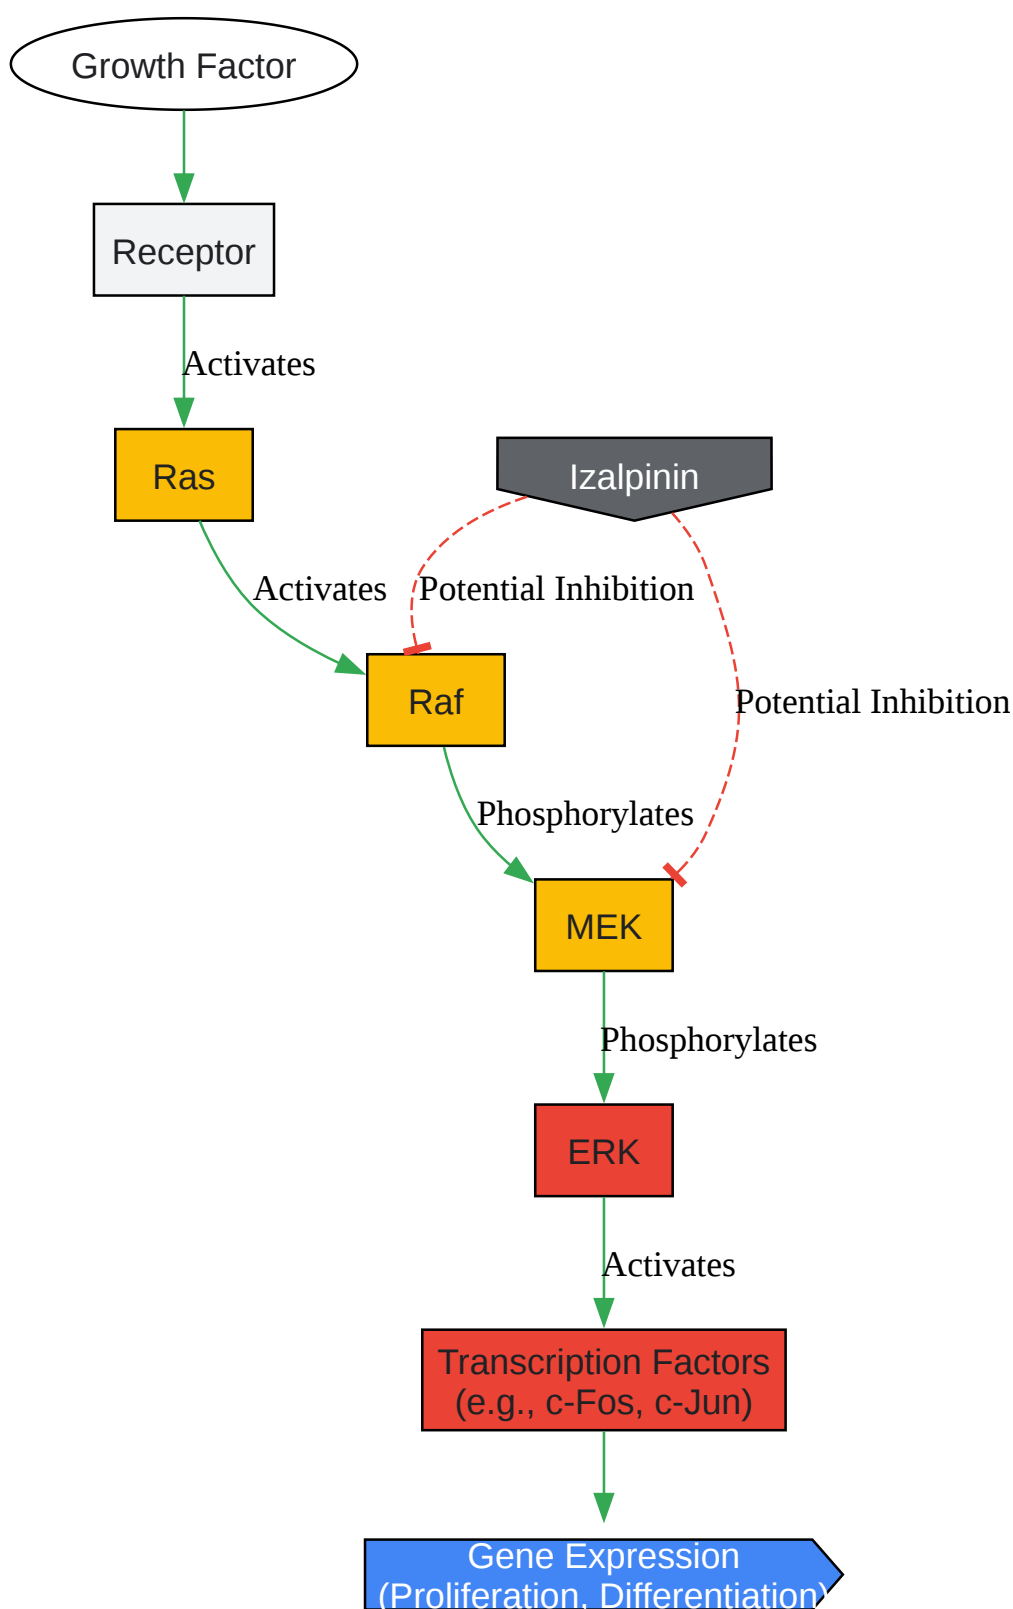 Growth Factor
Receptor
Activates
Ras
Izalpinin
Activates
Potential Inhibition
Raf
Potential Inhibition
Phosphorylates
MEK
Phosphorylates
ERK
Activates
Transcription Factors
(e.g., c-Fos, c-Jun)
Gene Expression
(Proliferation, Differentiation)